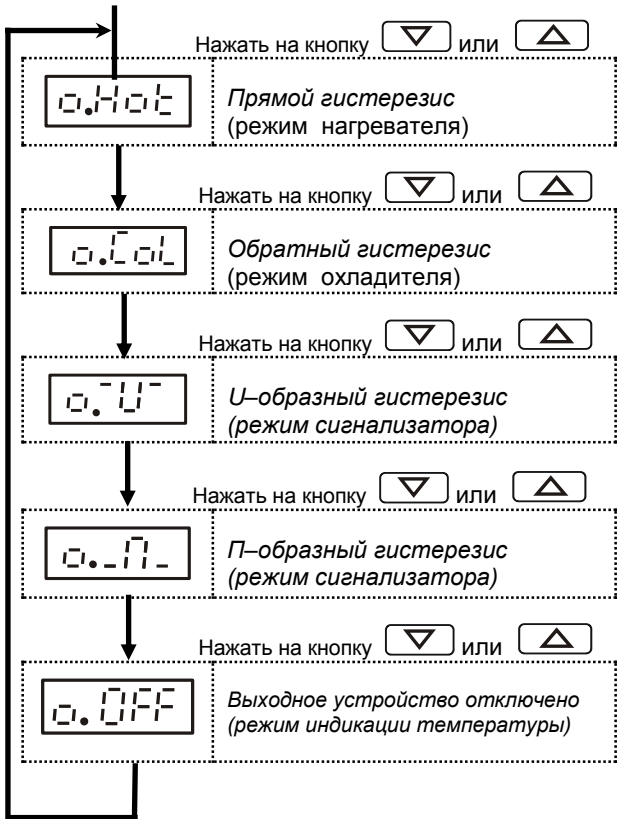 Нажать на кнопку ▽ или △
o.Hot
Прямой гистерезис
(режим нагревателя)
Нажать на кнопку ▽ или △
o.CoL
Обратный гистерезис
(режим охладителя)
Нажать на кнопку ▽ или △
o.¯U¯
U–образный гистерезис
(режим сигнализатора)
Нажать на кнопку ▽ или △
o._П_
П–образный гистерезис
(режим сигнализатора)
Нажать на кнопку ▽ или △
o.OFF
Выходное устройство отключено
(режим индикации температуры)